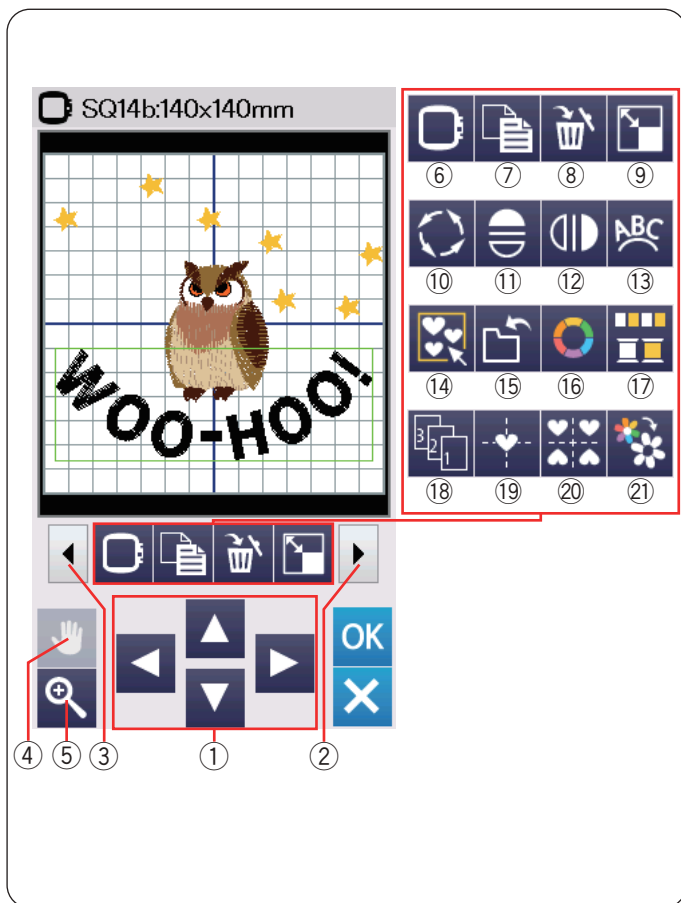 SQ14b:140x140mm
⑥ ⑦ ⑧ ⑨
ABC
⑩ ⑪ ⑫ ⑬
WOO-HOO!
⑭ ⑮ ⑯ ⑰
3 2 1
⑱ ⑲ ⑳ ㉑
OK
④ ⑤ ③ ① ②